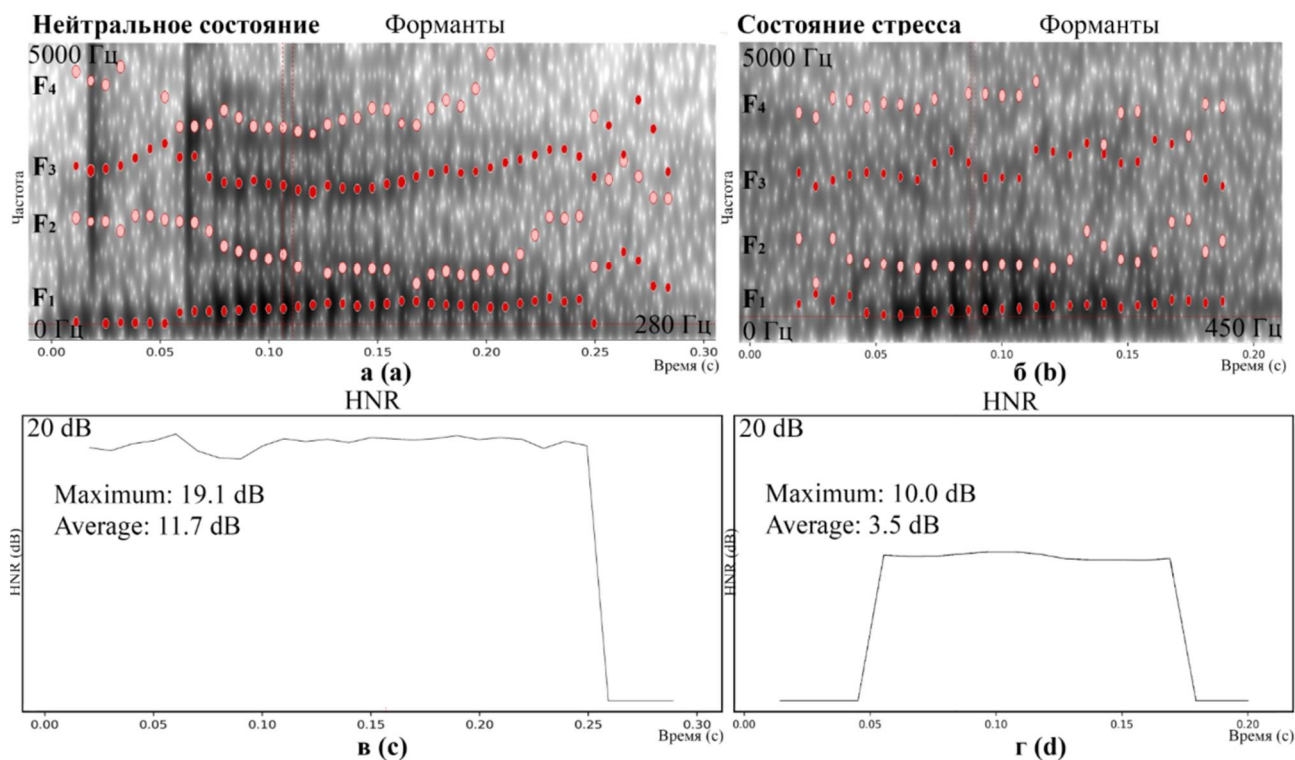 Нейтральное состояние Форманты
5000 Гц
F4
F3
F2
F1
Частота
0 Гц
280 Гц
0.00 0.05 0.10 0.15 0.20 0.25 0.30
Время (с)
а (a)
Состояние стресса Форманты
5000 Гц
F4
F3
F2
F1
Частота
0 Гц
450 Гц
0.05 0.10 0.15 0.20
Время (с)
б (b)
HNR
20 dB
Maximum: 19.1 dB
Average: 11.7 dB
HNR (dB)
0.00 0.05 0.10 0.15 0.20 0.25 0.30
Время (с)
в (c)
HNR
20 dB
Maximum: 10.0 dB
Average: 3.5 dB
HNR (dB)
0.00 0.05 0.10 0.15 0.20
Время (с)
г (d)